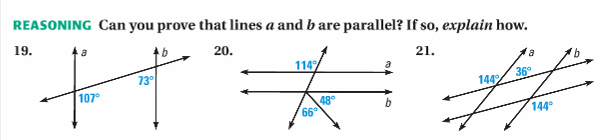 REASONING Can you prove that lines a and b are parallel? If so, explain how.
19. a b 20. 21. a b
114° a 36°
73° 144°
107° 48° b 144°
66°